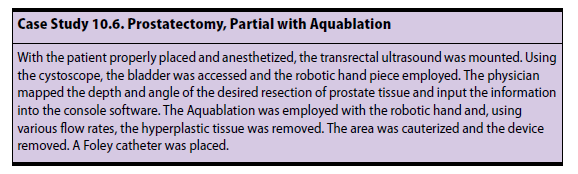 Case Study 10.6. Prostatectomy, Partial with Aquablation
With the patient properly placed and anesthetized, the transrectal ultrasound was mounted. Using
the cystoscope, the bladder was accessed and the robotic hand piece employed. The physician
mapped the depth and angle of the desired resection of prostate tissue and input the information
into the console software. The Aquablation was employed with the robotic hand and, using
various flow rates, the hyperplastic tissue was removed. The area was cauterized and the device
removed. A Foley catheter was placed.